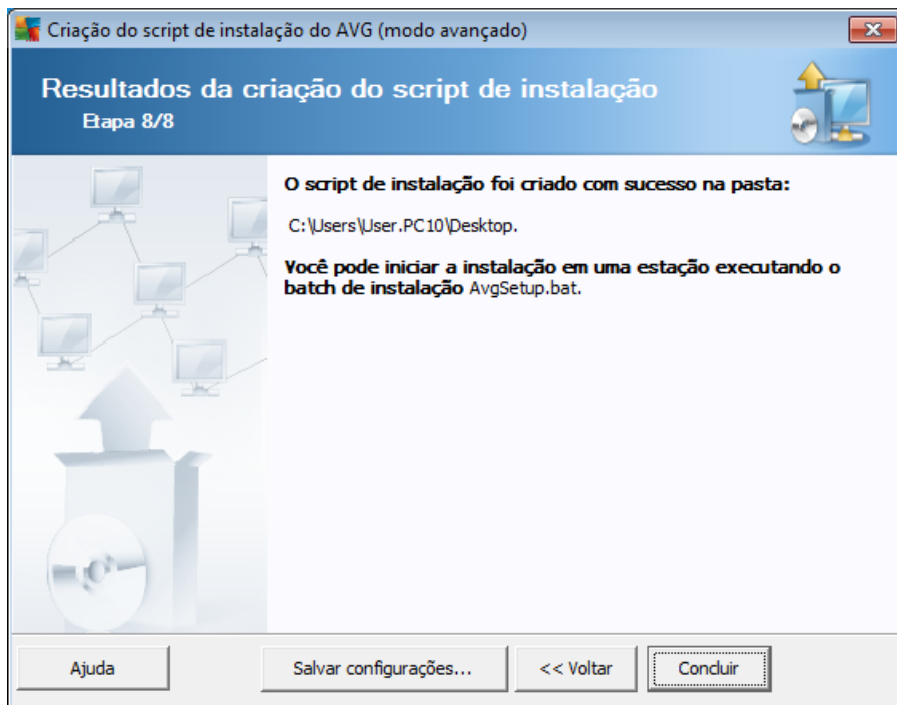 Criação do script de instalação do AVG (modo avançado)
Resultados da criação do script de instalação
Etapa 8/8
O script de instalação foi criado com sucesso na pasta:
C:\Users\User.PC10\Desktop.
Você pode iniciar a instalação em uma estação executando o
batch de instalação AvgSetup.bat.
Ajuda
Salvar configurações...
<< Voltar
Concluir